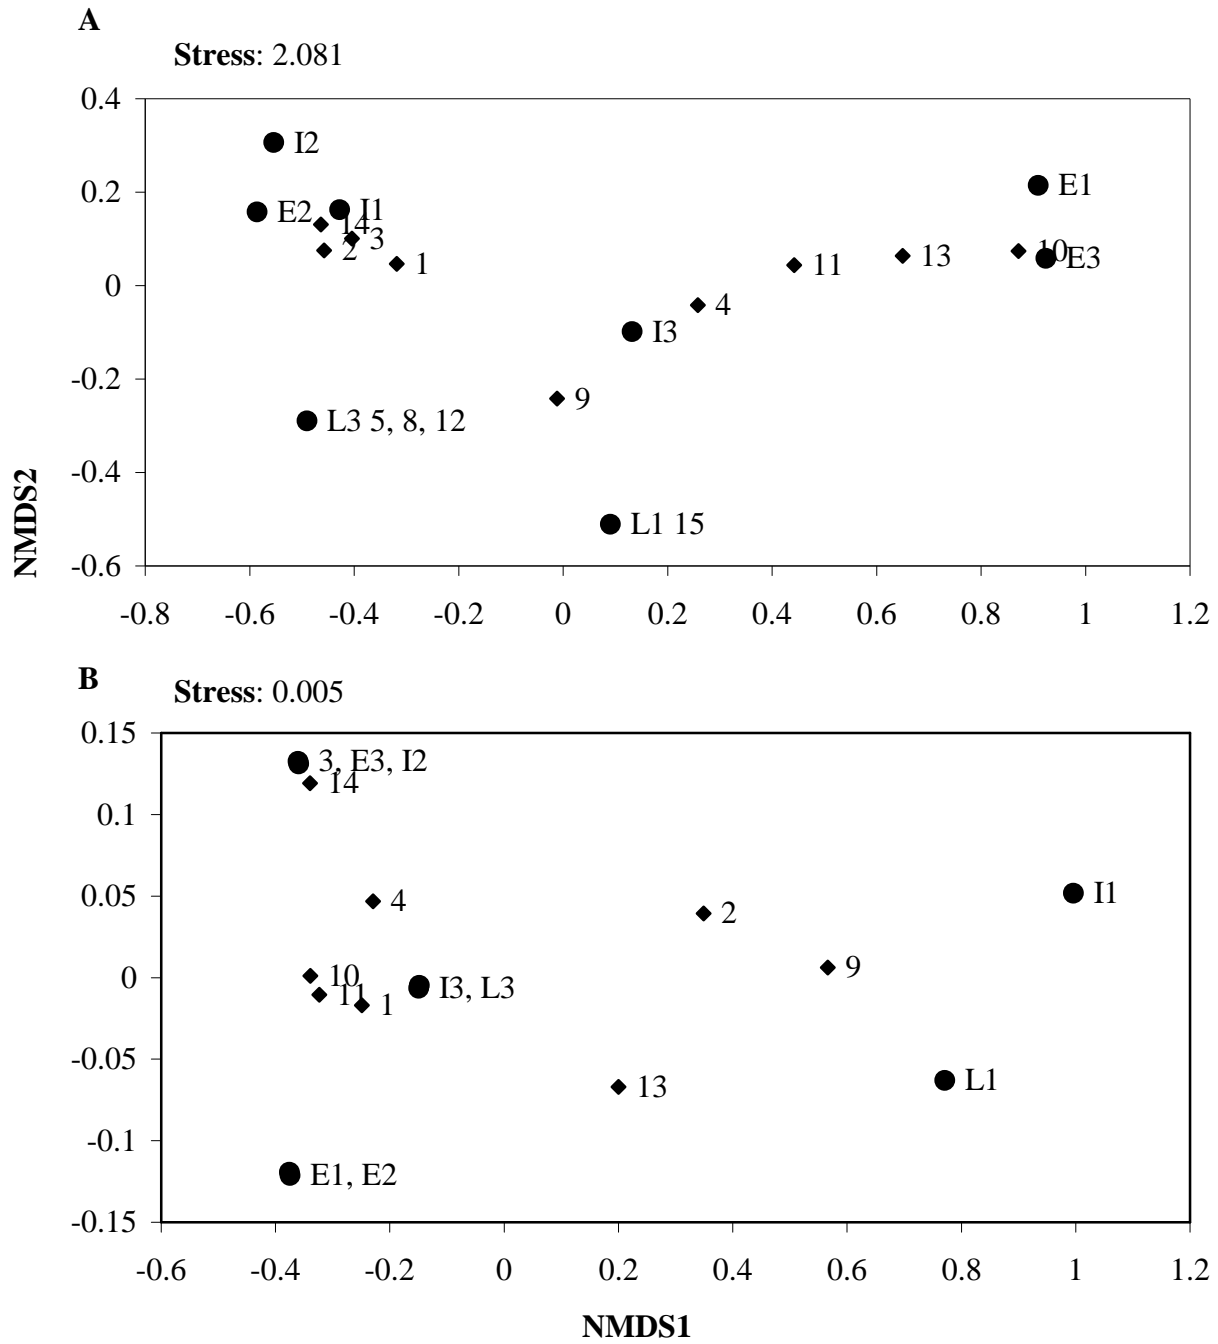 A
Stress: 2.081
0.4
I2
0.2
E1
E2
I1
14
3
2
1
11
13
10
E3
0
4
I3
-0.2
9
L3 5, 8, 12
-0.4
L1 15
-0.6
NMDS2
-0.8 -0.6 -0.4 -0.2 0 0.2 0.4 0.6 0.8 1 1.2
B
Stress: 0.005
0.15
3, E3, I2
14
0.1
0.05
4
2
I1
0
10
11
1
I3, L3
9
-0.05
13
L1
-0.1
E1, E2
-0.15
-0.6 -0.4 -0.2 0 0.2 0.4 0.6 0.8 1 1.2
NMDS1